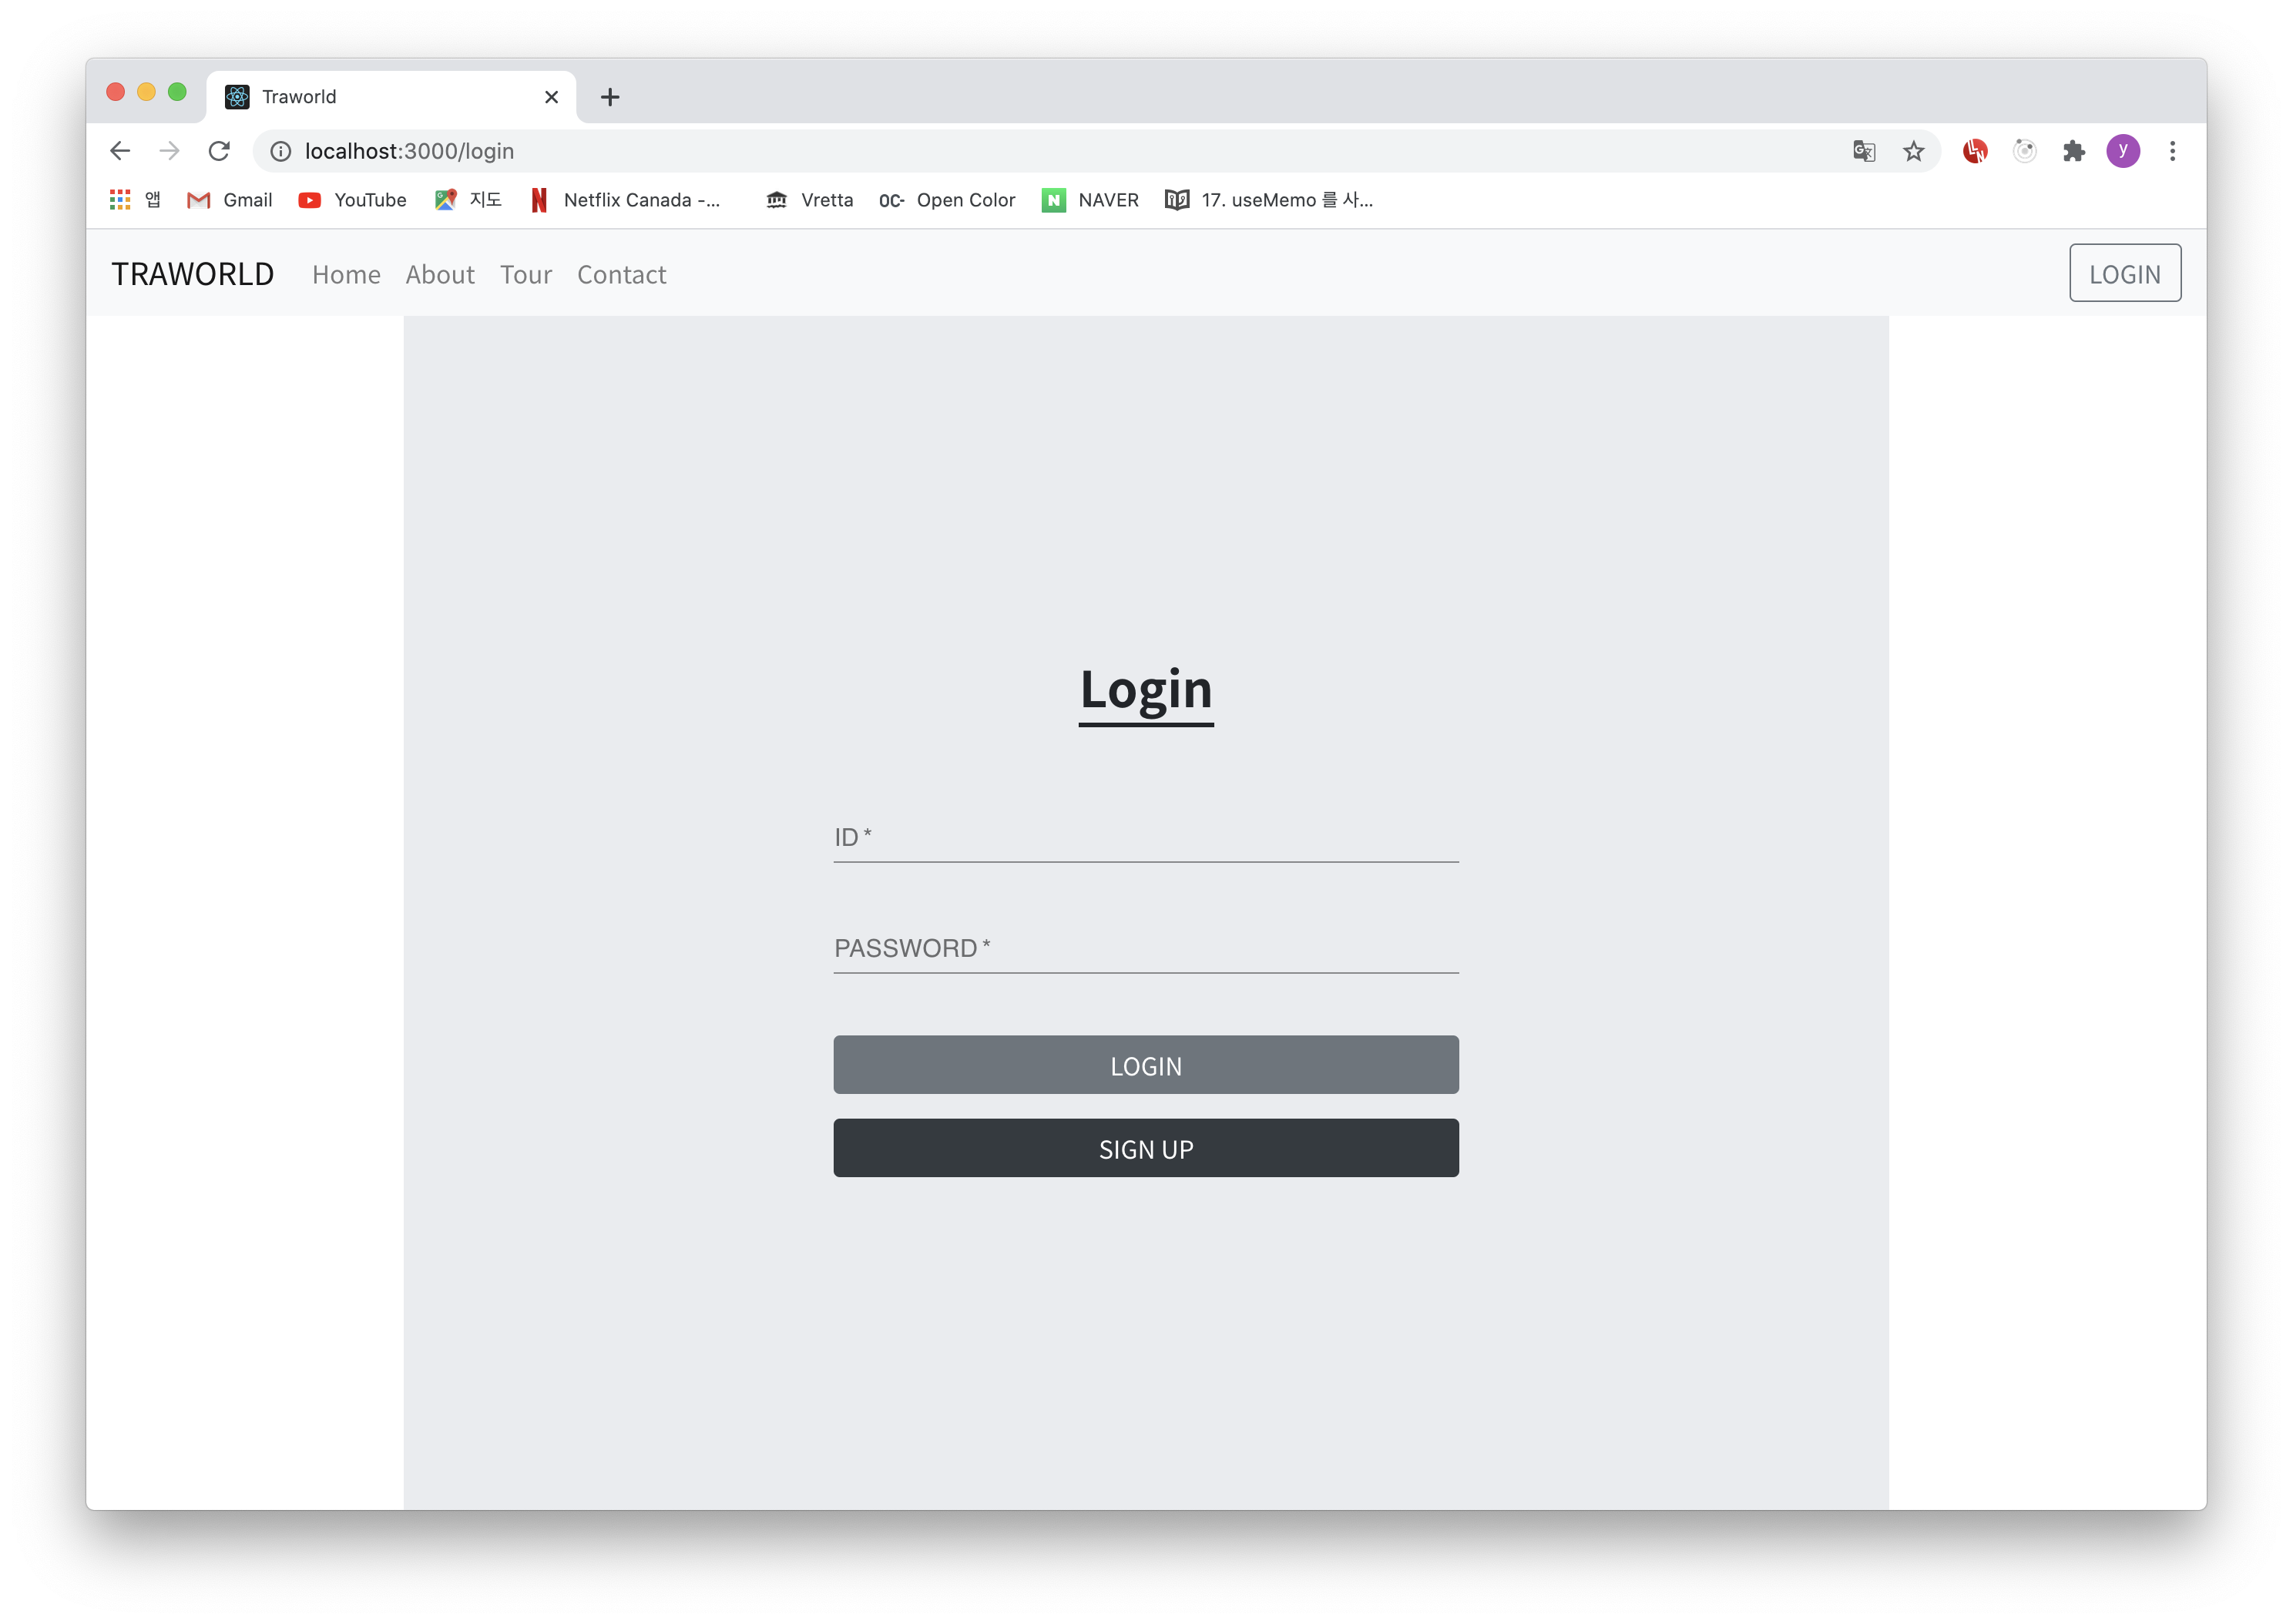 Traworld
localhost:3000/login
앱 Gmail YouTube 지도 Netflix Canada -... Vretta OC- Open Color N NAVER 17. useMemo 를 사...
TRAWORLD Home About Tour Contact LOGIN
Login
ID *
PASSWORD *
LOGIN
SIGN UP